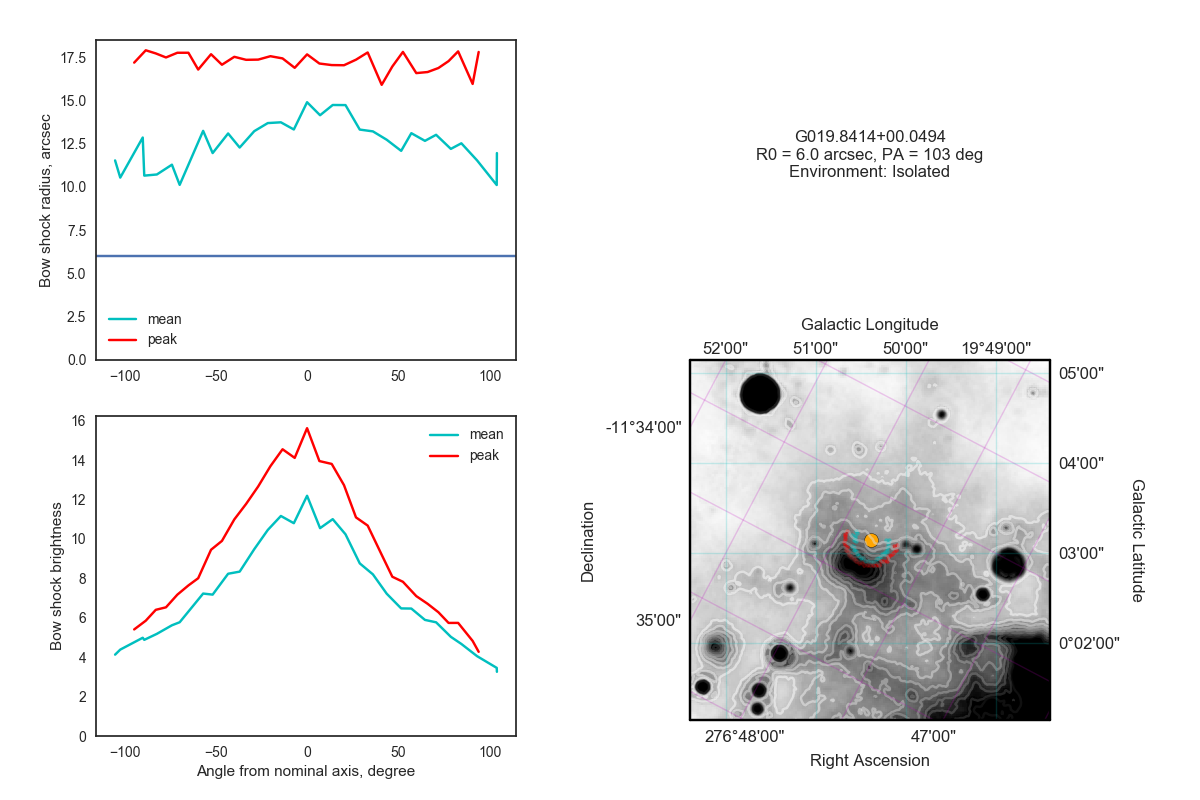 17.5
15.0
12.5
10.0
7.5
5.0
2.5
0.0
Bow shock radius, arcsec
mean
peak
−100
−50
0
50
100
16
14
12
10
8
6
4
2
0
Bow shock brightness
mean
peak
−100
−50
0
50
100
Angle from nominal axis, degree
G019.8414+00.0494
R0 = 6.0 arcsec, PA = 103 deg
Environment: Isolated
Galactic Longitude
52'00"
51'00"
50'00"
19°49'00"
05'00"
04'00"
03'00"
0°02'00"
Galactic Latitude
-11°34'00"
35'00"
Declination
276°48'00"
47'00"
Right Ascension